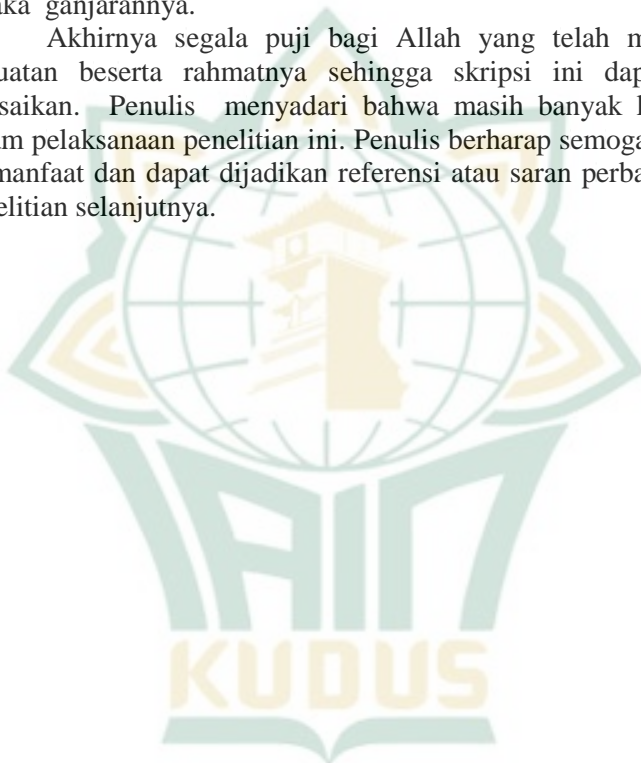 aka ganjarannya.
Akhirnya segala puji bagi Allah yang telah m
uatan beserta rahmatnya sehingga skripsi ini dap
saikan. Penulis menyadari bahwa masih banyak
m pelaksanaan penelitian ini. Penulis berharap semoga
manfaat dan dapat dijadikan referensi atau saran perba
elitian selanjutnya.
IAIN
KUDUS